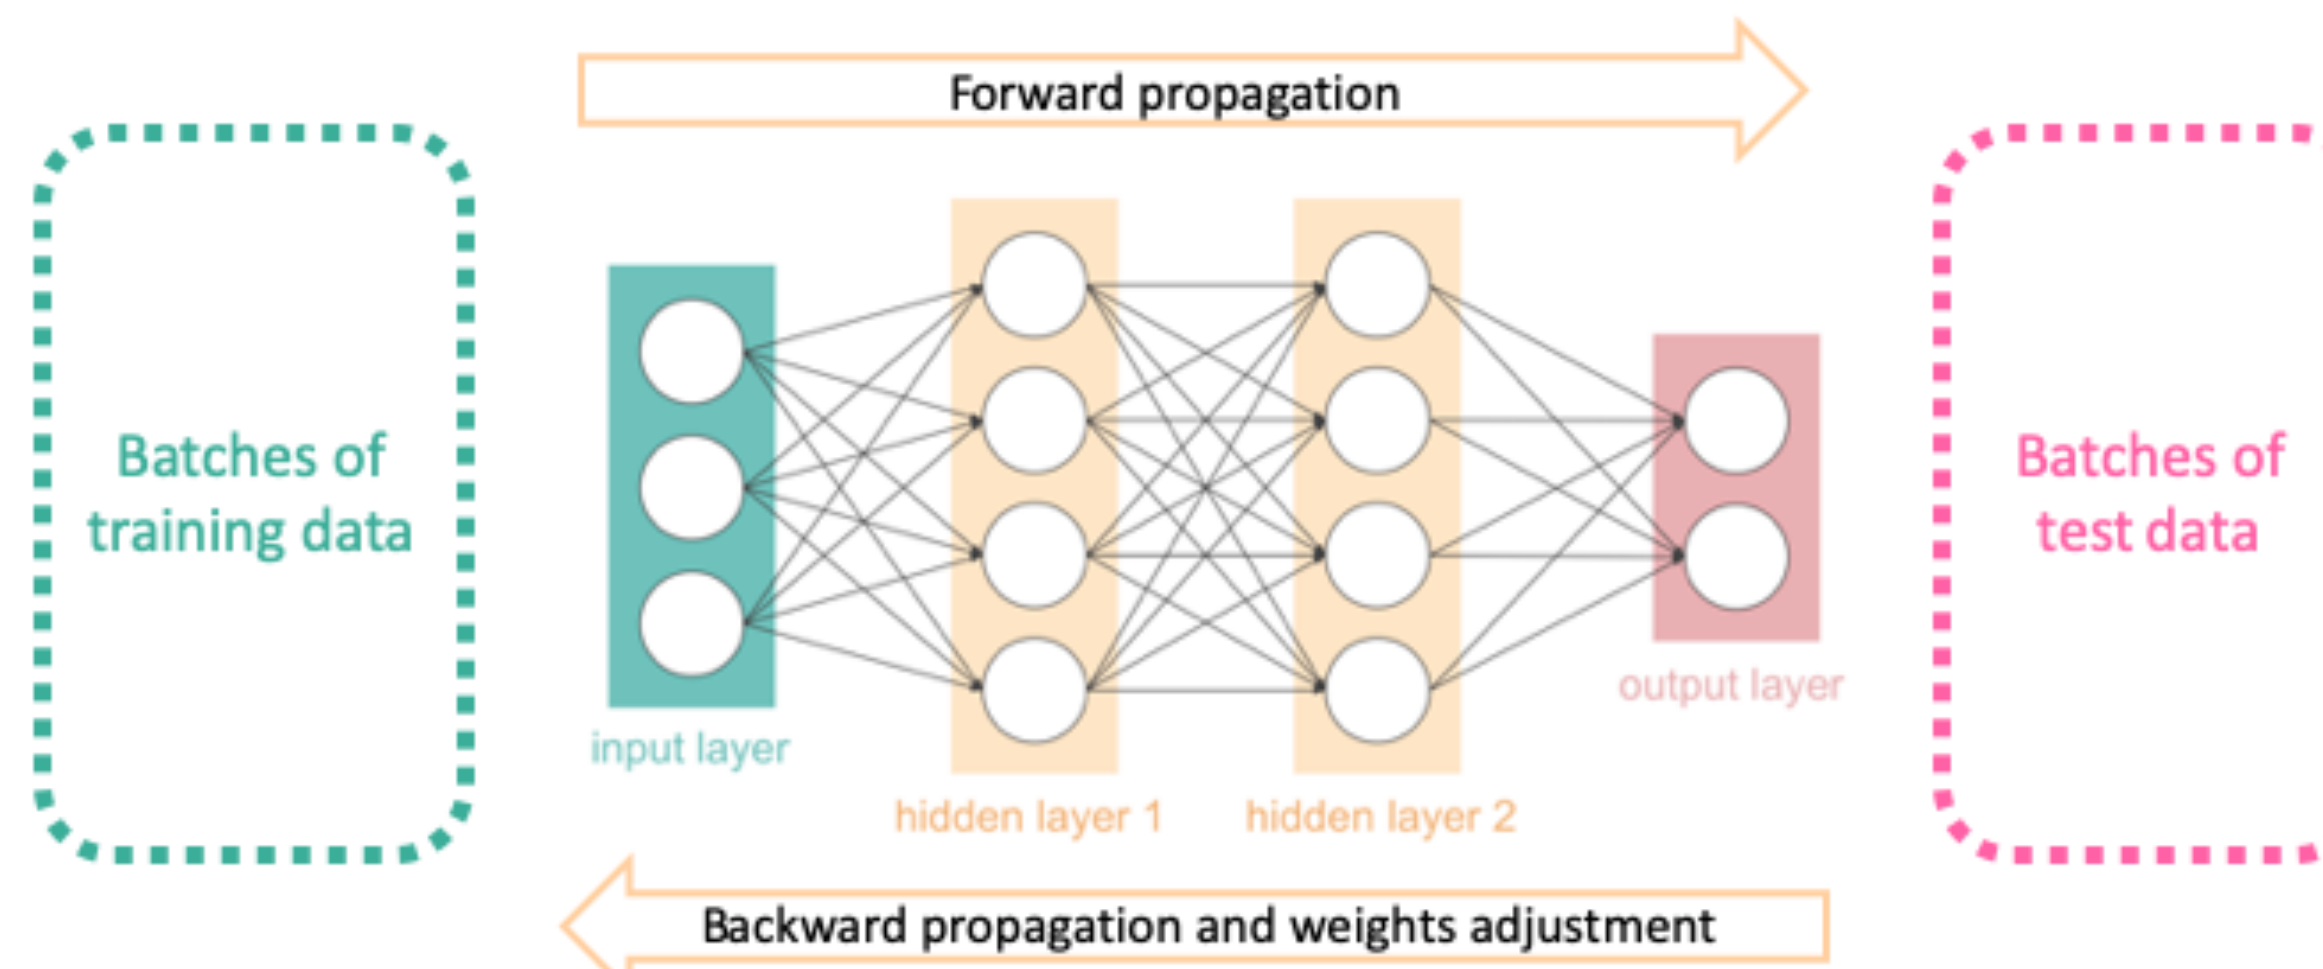 Forward propagation
Batches of
training data
input layer
hidden layer 1
hidden layer 2
output layer
Batches of
test data
Backward propagation and weights adjustment